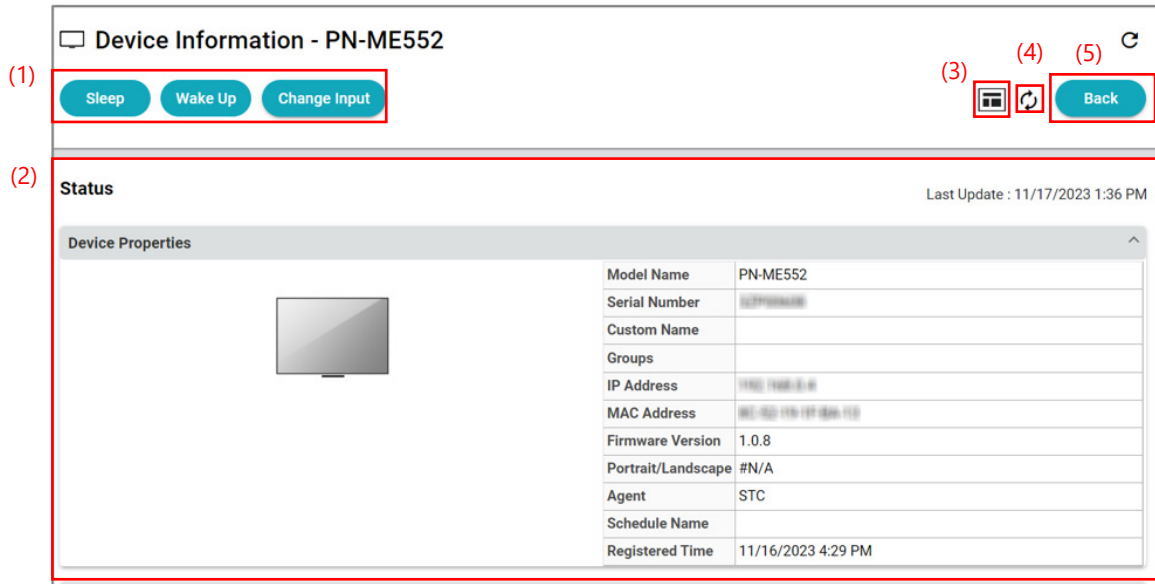 Device Information - PN-ME552
(1)
Sleep
Wake Up
Change Input
(3)
(4)
(5)
Back
(2)
Status
Last Update : 11/17/2023 1:36 PM
Device Properties
Model Name PN-ME552
Serial Number
Custom Name
Groups
IP Address
MAC Address
Firmware Version 1.0.8
Portrait/Landscape #N/A
Agent STC
Schedule Name
Registered Time 11/16/2023 4:29 PM